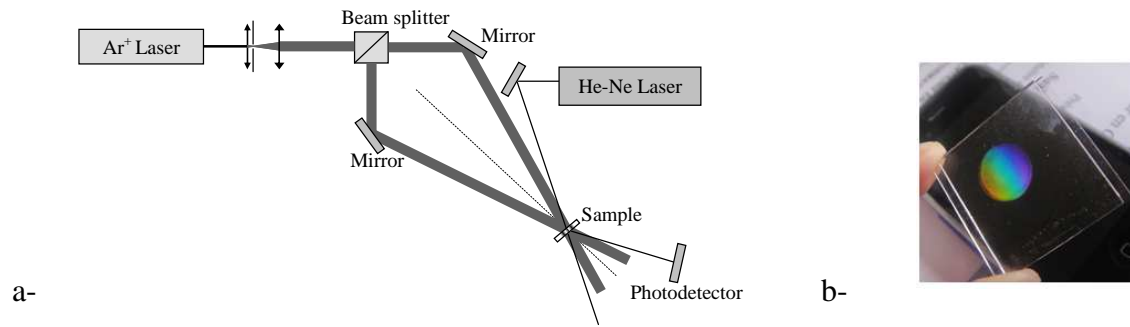 Beam splitter
Ar+ Laser
Mirror
He-Ne Laser
Mirror
Sample
Photodetector
a-
b-